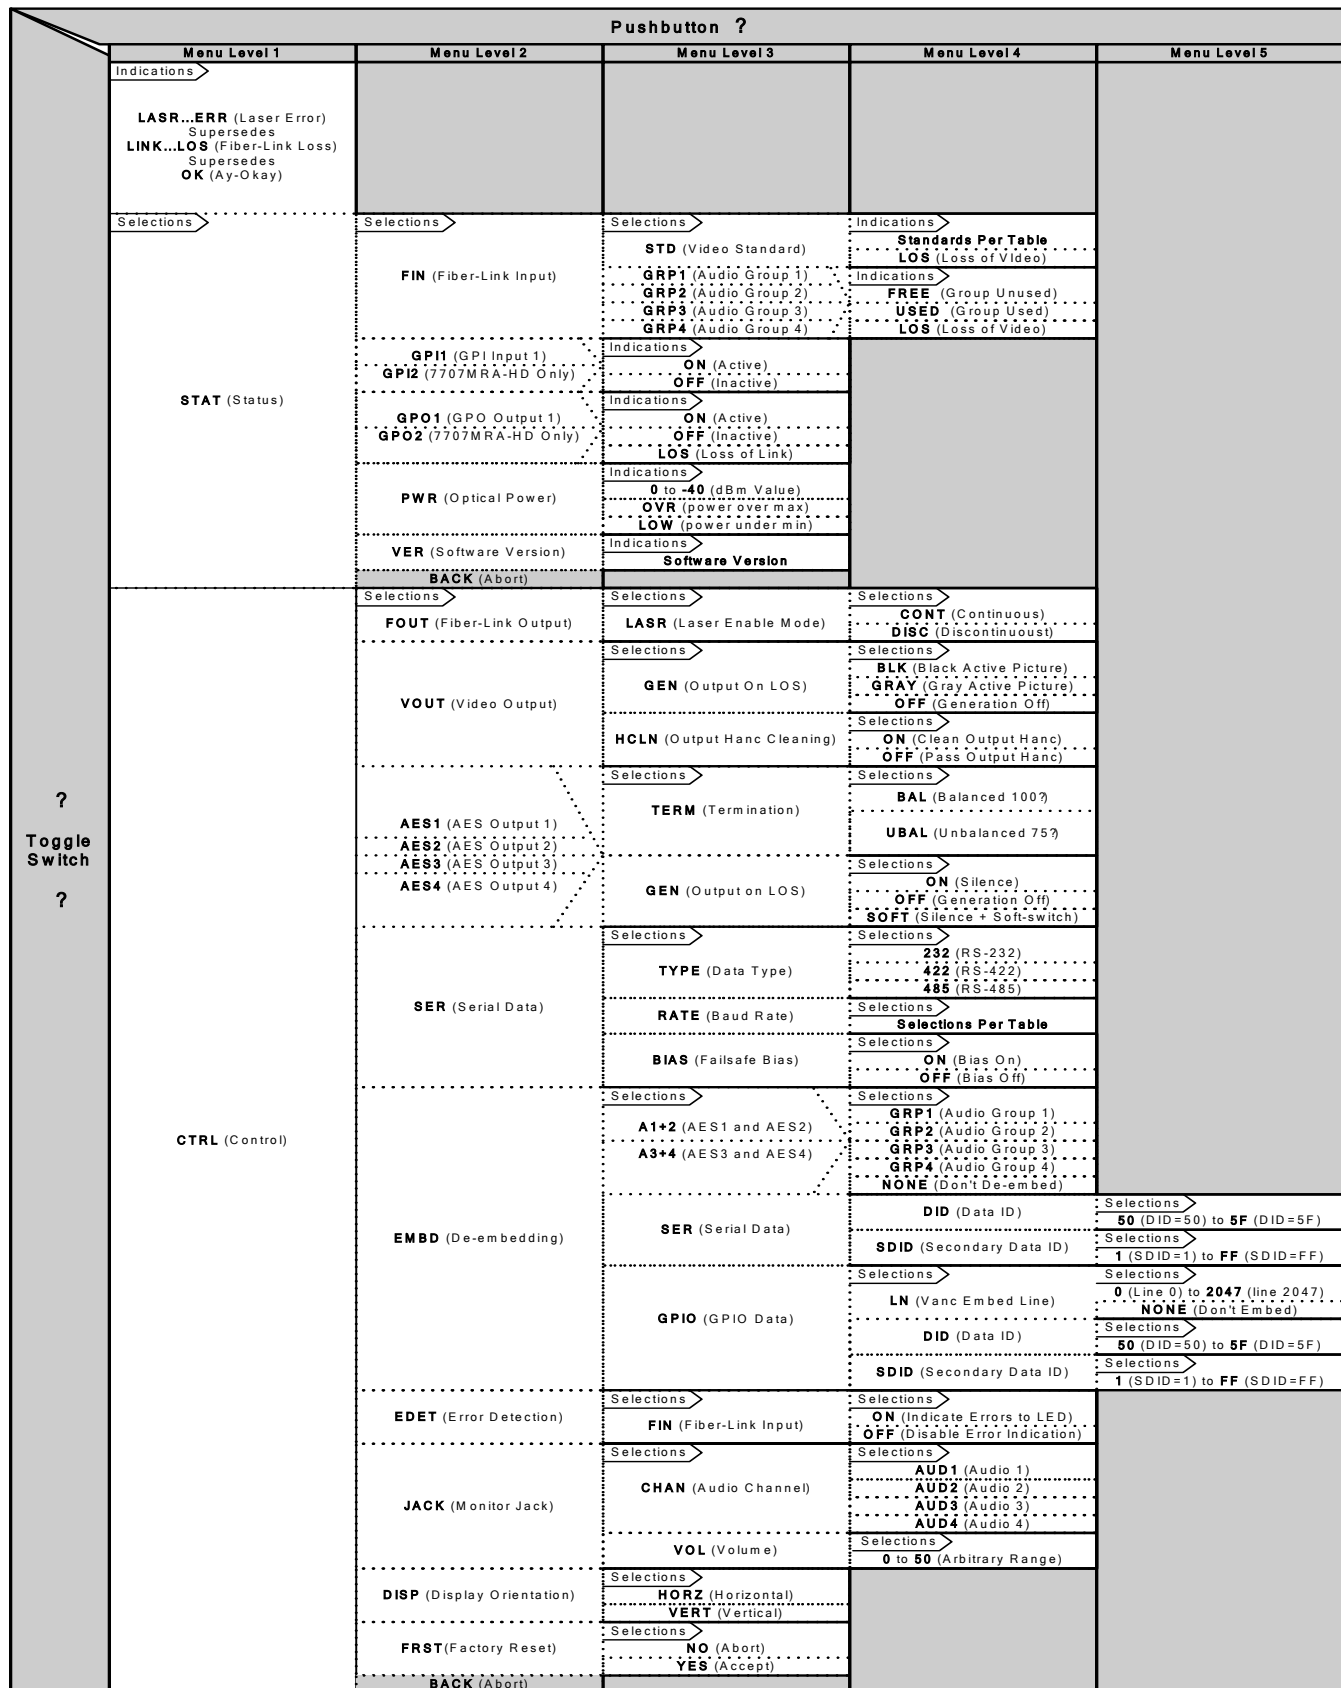 Pushbutton ?
Menu Level 1
Menu Level 2
Menu Level 3
Menu Level 4
Menu Level 5
Indications
LASR...ERR (Laser Error)
Supersedes
LINK...LOS (Fiber-Link Loss)
Supersedes
OK (Ay-Okay)
Selections
Selections
Selections
Indications
STD (Video Standard)
Standards Per Table
LOS (Loss of VIdeo)
FIN (Fiber-Link Input)
GRP1 (Audio Group 1)
GRP2 (Audio Group 2)
GRP3 (Audio Group 3)
GRP4 (Audio Group 4)
Indications
FREE (Group Unused)
USED (Group Used)
LOS (Loss of Video)
STAT (Status)
GPI1 (GPI Input 1)
GPI2 (7707MRA-HD Only)
Indications
ON (Active)
OFF (Inactive)
GPO1 (GPO Output 1)
GPO2 (7707MRA-HD Only)
Indications
ON (Active)
OFF (Inactive)
LOS (Loss of Link)
PWR (Optical Power)
Indications
0 to -40 (dBm Value)
OVR (power over max)
LOW (power under min)
VER (Software Version)
Indications
Software Version
BACK (Abort)
Selections
Selections
Selections
FOUT (Fiber-Link Output)
LASR (Laser Enable Mode)
CONT (Continuous)
DISC (Discontinuoust)
VOUT (Video Output)
Selections
GEN (Output On LOS)
Selections
BLK (Black Active Picture)
GRAY (Gray Active Picture)
OFF (Generation Off)
HCLN (Output Hanc Cleaning)
Selections
ON (Clean Output Hanc)
OFF (Pass Output Hanc)
?
Toggle
Switch
?
AES1 (AES Output 1)
AES2 (AES Output 2)
AES3 (AES Output 3)
AES4 (AES Output 4)
Selections
TERM (Termination)
Selections
BAL (Balanced 100?)
UBAL (Unbalanced 75?)
GEN (Output on LOS)
Selections
ON (Silence)
OFF (Generation Off)
SOFT (Silence + Soft-switch)
SER (Serial Data)
Selections
TYPE (Data Type)
Selections
232 (RS-232)
422 (RS-422)
485 (RS-485)
RATE (Baud Rate)
Selections
Selections Per Table
BIAS (Failsafe Bias)
Selections
ON (Bias On)
OFF (Bias Off)
CTRL (Control)
EMBD (De-embedding)
Selections
A1+2 (AES1 and AES2)
A3+4 (AES3 and AES4)
Selections
GRP1 (Audio Group 1)
GRP2 (Audio Group 2)
GRP3 (Audio Group 3)
GRP4 (Audio Group 4)
NONE (Don't De-embed)
SER (Serial Data)
DID (Data ID)
Selections
50 (DID=50) to 5F (DID=5F)
SDID (Secondary Data ID)
Selections
1 (SDID=1) to FF (SDID=FF)
GPIO (GPIO Data)
Selections
LN (Vanc Embed Line)
Selections
0 (Line 0) to 2047 (line 2047)
NONE (Don't Embed)
DID (Data ID)
Selections
50 (DID=50) to 5F (DID=5F)
SDID (Secondary Data ID)
Selections
1 (SDID=1) to FF (SDID=FF)
EDET (Error Detection)
Selections
FIN (Fiber-Link Input)
Selections
ON (Indicate Errors to LED)
OFF (Disable Error Indication)
JACK (Monitor Jack)
Selections
CHAN (Audio Channel)
Selections
AUD1 (Audio 1)
AUD2 (Audio 2)
AUD3 (Audio 3)
AUD4 (Audio 4)
VOL (Volume)
Selections
0 to 50 (Arbitrary Range)
DISP (Display Orientation)
Selections
HORZ (Horizontal)
VERT (Vertical)
FRST(Factory Reset)
Selections
NO (Abort)
YES (Accept)
BACK (Abort)